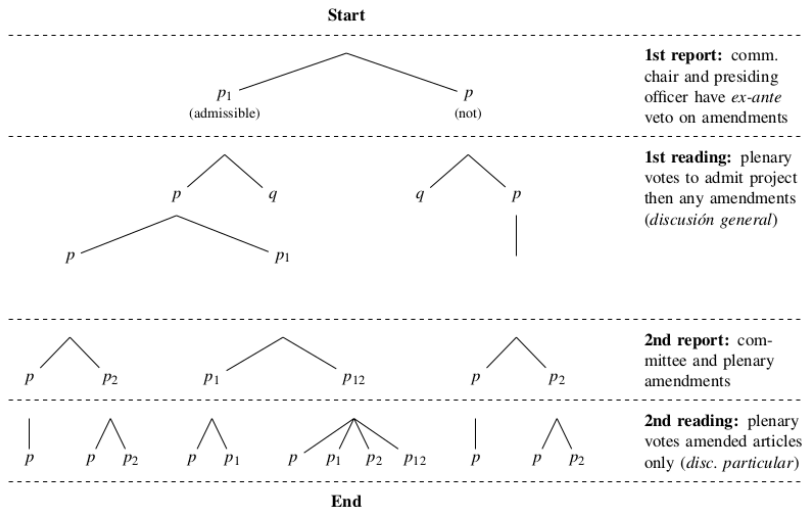 Start
1st report: comm.
chair and presiding
officer have ex-ante
veto on amendments
p₁ p
(admissible) (not)
1st reading: plenary
votes to admit project
then any amendments
(discusión general)
p q q p
p p₁
2nd report: com-
mittee and plenary
amendments
p p₂ p₁ p₁₂ p p₂
2nd reading: plenary
votes amended articles
only (disc. particular)
p p p₂ p p₁ p p₁ p₂ p₁₂ p p p₂
End